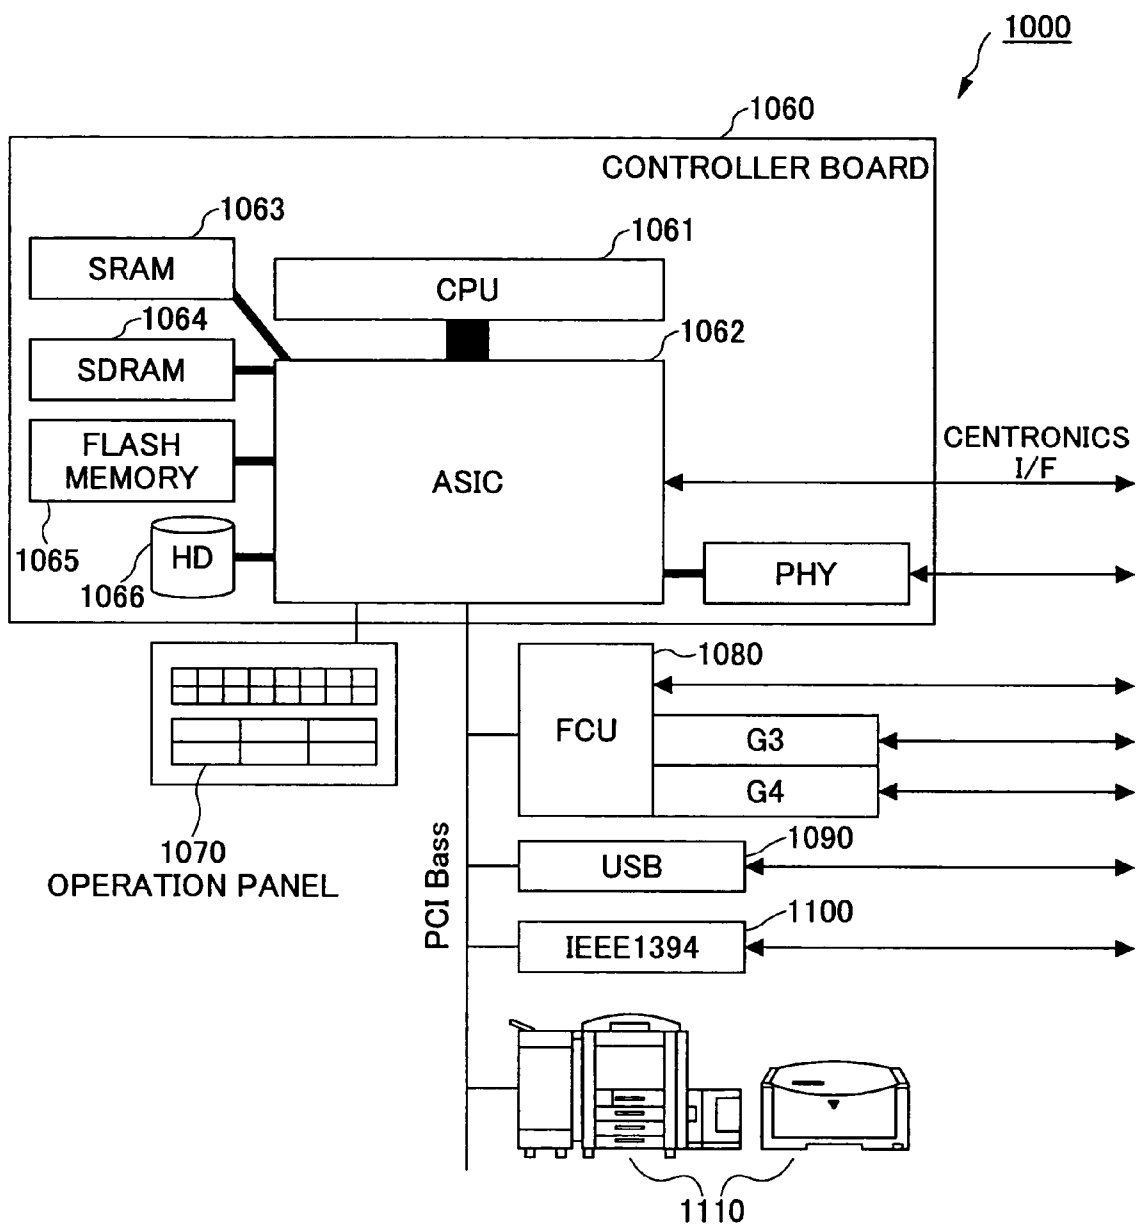 1000
1060
CONTROLLER BOARD
1063
SRAM
1061
CPU
1064
SDRAM
1062
FLASH
MEMORY
ASIC
CENTRONICS
I/F
1065
HD
1066
PHY
1080
FCU
G3
G4
1070
OPERATION PANEL
PCI Bass
1090
USB
1100
IEEE1394
1110